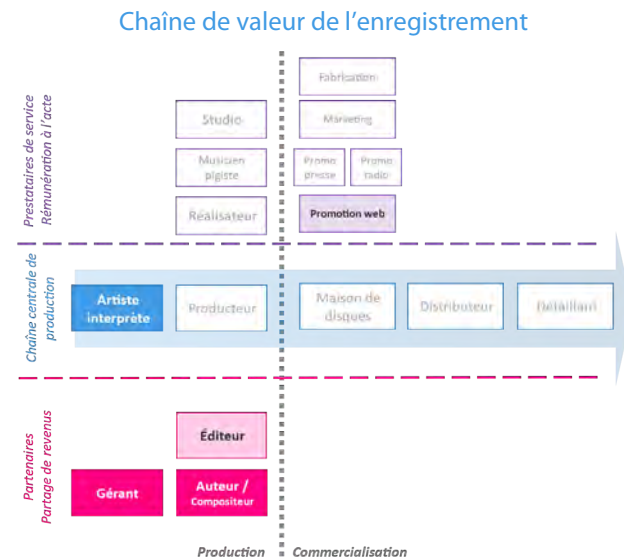 Chaîne de valeur de l'enregistrement
Prestataires de service
Rémunération à l'acte
Fabrication
Studio
Marketing
Musicien
pigiste
Promo
presse
Promo
radio
Réalisateur
Promotion web
Chaîne centrale de
production
Artiste
interprète
Producteur
Maison de
disques
Distributeur
Détaillant
Partenaires
Partage de revenus
Éditeur
Gérant
Auteur /
Compositeur
Production
Commercialisation